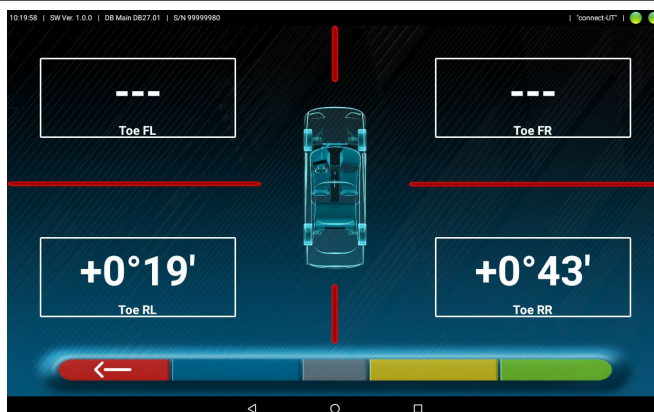 10:19:58 | SW Ver. 1.0.0 | DB Main DB27.01 | S/N 99999980 | "connect-UT" |
--- ---
Toe FL Toe FR
+0°19' +0°43'
Toe RL Toe RR